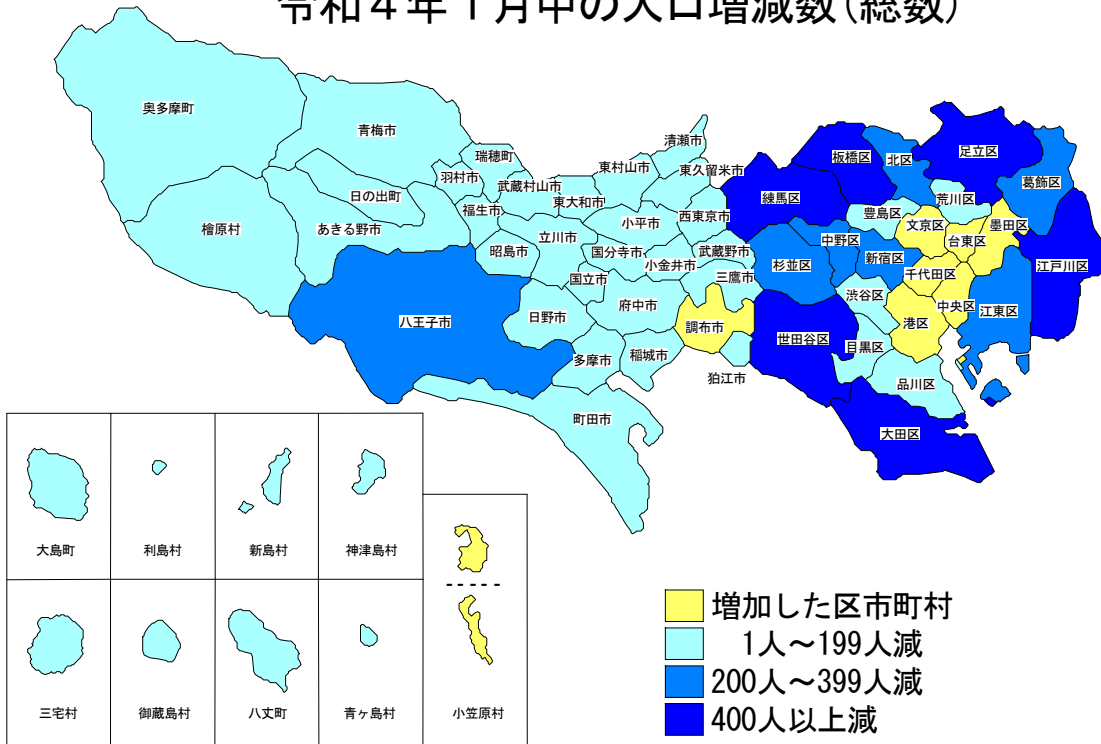 令和４年１月中の人口増減数(総数)
奥多摩町
青梅市
瑞穂町
清瀬市
板橋区
北区
足立区
羽村市
武蔵村山市
東村山市
東久留米市
葛飾区
日の出町
東大和市
練馬区
荒川区
檜原村
あきる野市
福生市
小平市
西東京市
豊島区
文京区
墨田区
昭島市
立川市
国分寺市
武蔵野市
中野区
台東区
小金井市
杉並区
新宿区
江戸川区
国立市
三鷹市
千代田区
八王子市
日野市
府中市
調布市
渋谷区
中央区
江東区
世田谷区
目黒区
港区
多摩市
稲城市
狛江市
品川区
町田市
大田区
大島町
利島村
新島村
神津島村
三宅村
御蔵島村
八丈町
青ヶ島村
小笠原村
増加した区市町村
1人～199人減
200人～399人減
400人以上減